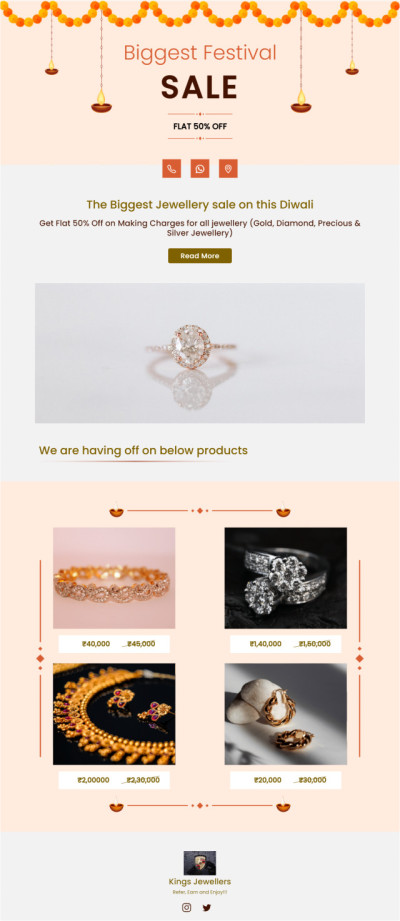 Biggest Festival
SALE
FLAT 50% OFF
The Biggest Jewellery sale on this Diwali
Get Flat 50% Off on Making Charges for all jewellery (Gold, Diamond, Precious &
Silver Jewellery)
Read More
We are having off on below products
₹40,000 ₹45,000
₹1,40,000 ₹1,50,000
₹2,00000 ₹2,30,000
₹20,000 ₹30,000
Kings Jewellers
Refer, Earn and Enjoy!!!